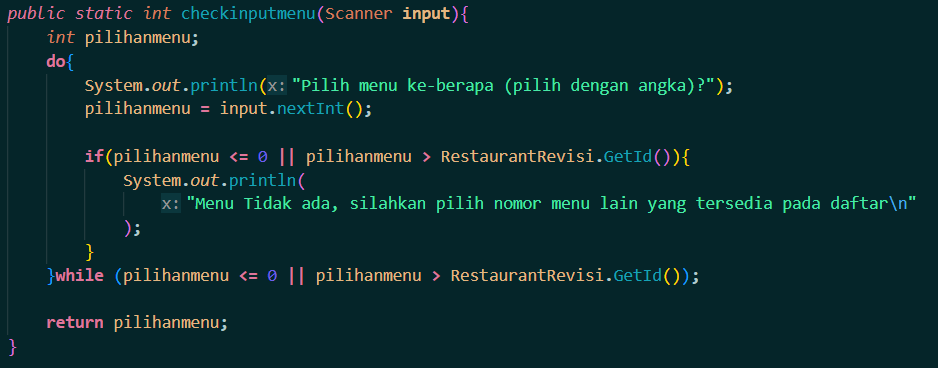 public static int checkinputmenu(Scanner input){
int pilihanmenu;
do{
System.out.println(x: "Pilih menu ke-berapa (pilih dengan angka)?");
pilihanmenu = input.nextInt();
if(pilihanmenu <= 0 || pilihanmenu > RestaurantRevisi.GetId()){
System.out.println(
x: "Menu Tidak ada, silahkan pilih nomor menu lain yang tersedia pada daftar\n"
);
}
}while (pilihanmenu <= 0 || pilihanmenu > RestaurantRevisi.GetId());
return pilihanmenu;
}